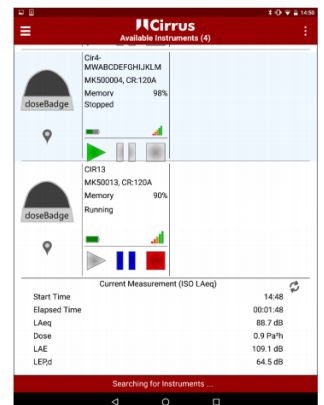 14:50
Cirrus
Available Instruments (4)
Cir4-
MWABCDEFGHIJKLM
MK500004, CR:120A
Memory 98%
Stopped
doseBadge
CIR13
MK50013, CR:120A
Memory 90%
Running
doseBadge
Current Measurement (ISO LAeq)
Start Time 14:48
Elapsed Time 00:01:48
LAeq 88.7 dB
Dose 0.9 Pa²h
LAE 109.1 dB
LEP,d 64.5 dB
Searching for Instruments ...